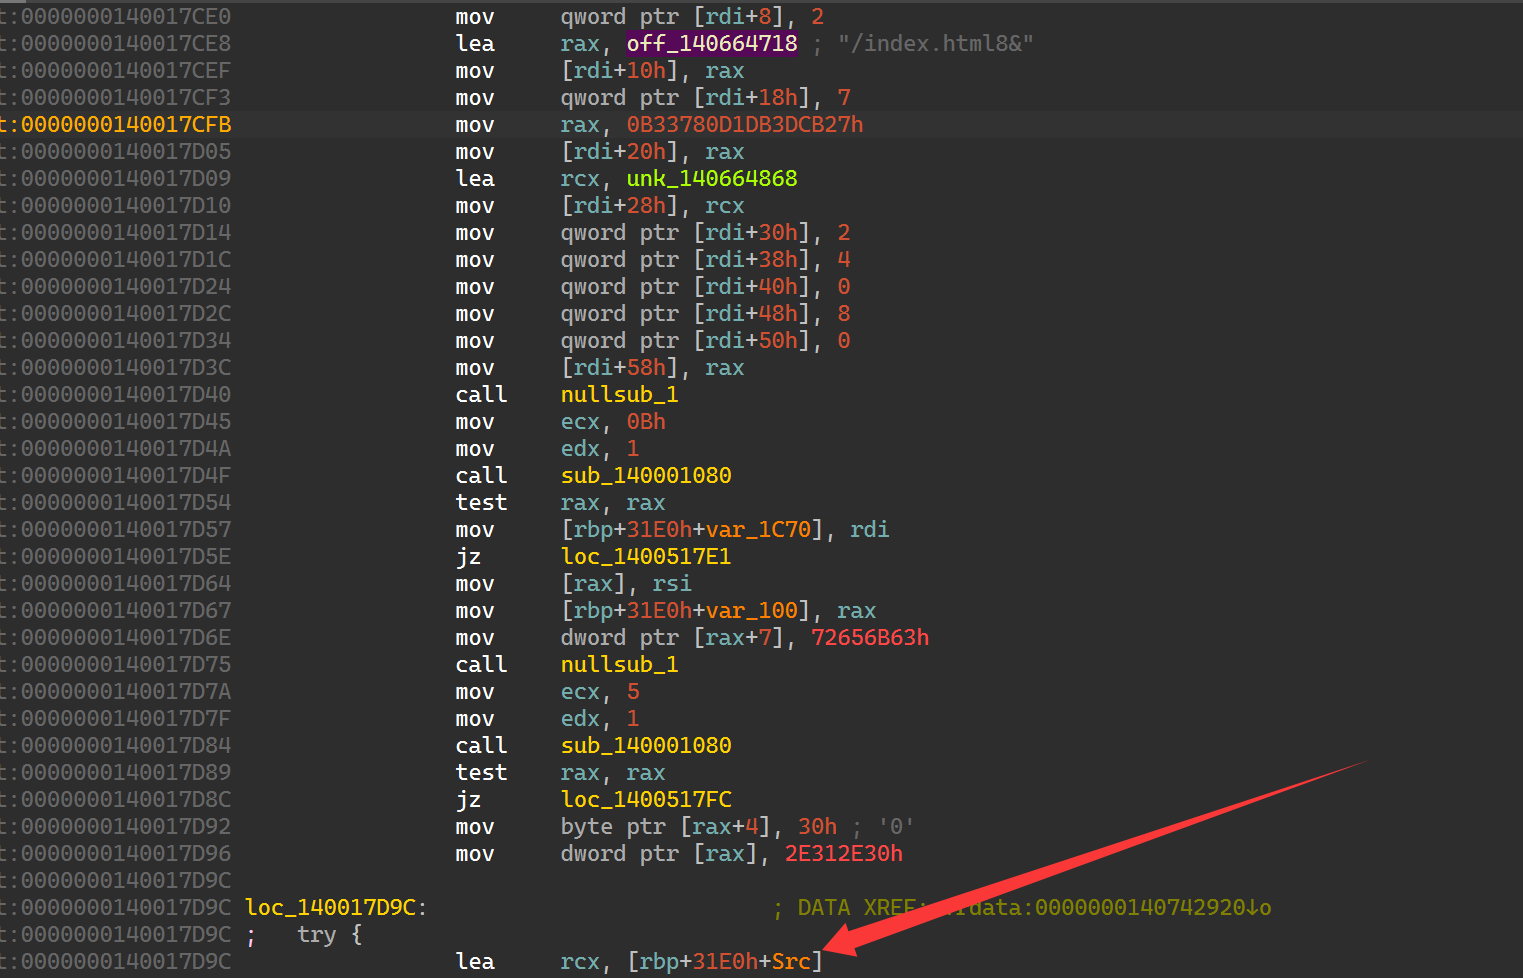 t:0000000140017CE0 mov qword ptr [rdi+8], 2
t:0000000140017CE8 lea rax, off_140664718 ; "/index.html8&"
t:0000000140017CEF mov [rdi+10h], rax
t:0000000140017CF3 mov qword ptr [rdi+18h], 7
t:0000000140017CFB mov rax, 0B33780D1DB3DCB27h
t:0000000140017D05 mov [rdi+20h], rax
t:0000000140017D09 lea rcx, unk_140664868
t:0000000140017D10 mov [rdi+28h], rcx
t:0000000140017D14 mov qword ptr [rdi+30h], 2
t:0000000140017D1C mov qword ptr [rdi+38h], 4
t:0000000140017D24 mov qword ptr [rdi+40h], 0
t:0000000140017D2C mov qword ptr [rdi+48h], 8
t:0000000140017D34 mov qword ptr [rdi+50h], 0
t:0000000140017D3C mov [rdi+58h], rax
t:0000000140017D40 call nullsub_1
t:0000000140017D45 mov ecx, 0Bh
t:0000000140017D4A mov edx, 1
t:0000000140017D4F call sub_140001080
t:0000000140017D54 test rax, rax
t:0000000140017D57 mov [rbp+31E0h+var_1C70], rdi
t:0000000140017D5E jz loc_1400517E1
t:0000000140017D64 mov [rax], rsi
t:0000000140017D67 mov [rbp+31E0h+var_100], rax
t:0000000140017D6E mov dword ptr [rax+7], 72656B63h
t:0000000140017D75 call nullsub_1
t:0000000140017D7A mov ecx, 5
t:0000000140017D7F mov edx, 1
t:0000000140017D84 call sub_140001080
t:0000000140017D89 test rax, rax
t:0000000140017D8C jz loc_1400517FC
t:0000000140017D92 mov byte ptr [rax+4], 30h ; '0'
t:0000000140017D96 mov dword ptr [rax], 2E312E30h
t:0000000140017D9C
t:0000000140017D9C loc_140017D9C: ; DATA XREF: data:0000000140742920↓o
t:0000000140017D9C ; try {
t:0000000140017D9C lea rcx, [rbp+31E0h+Src]